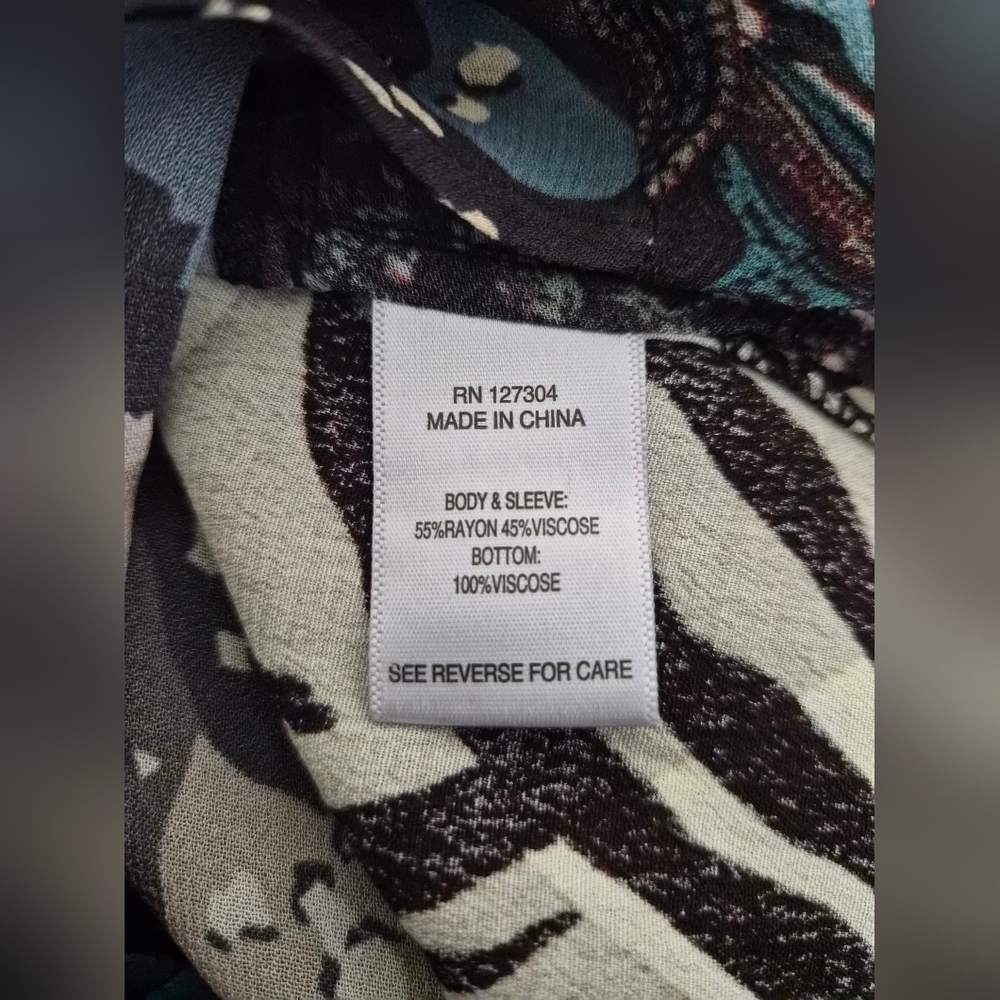 RN 127304
MADE IN CHINA
BODY & SLEEVE:
55%RAYON 45%VISCOSE
BOTTOM:
100%VISCOSE
SEE REVERSE FOR CARE